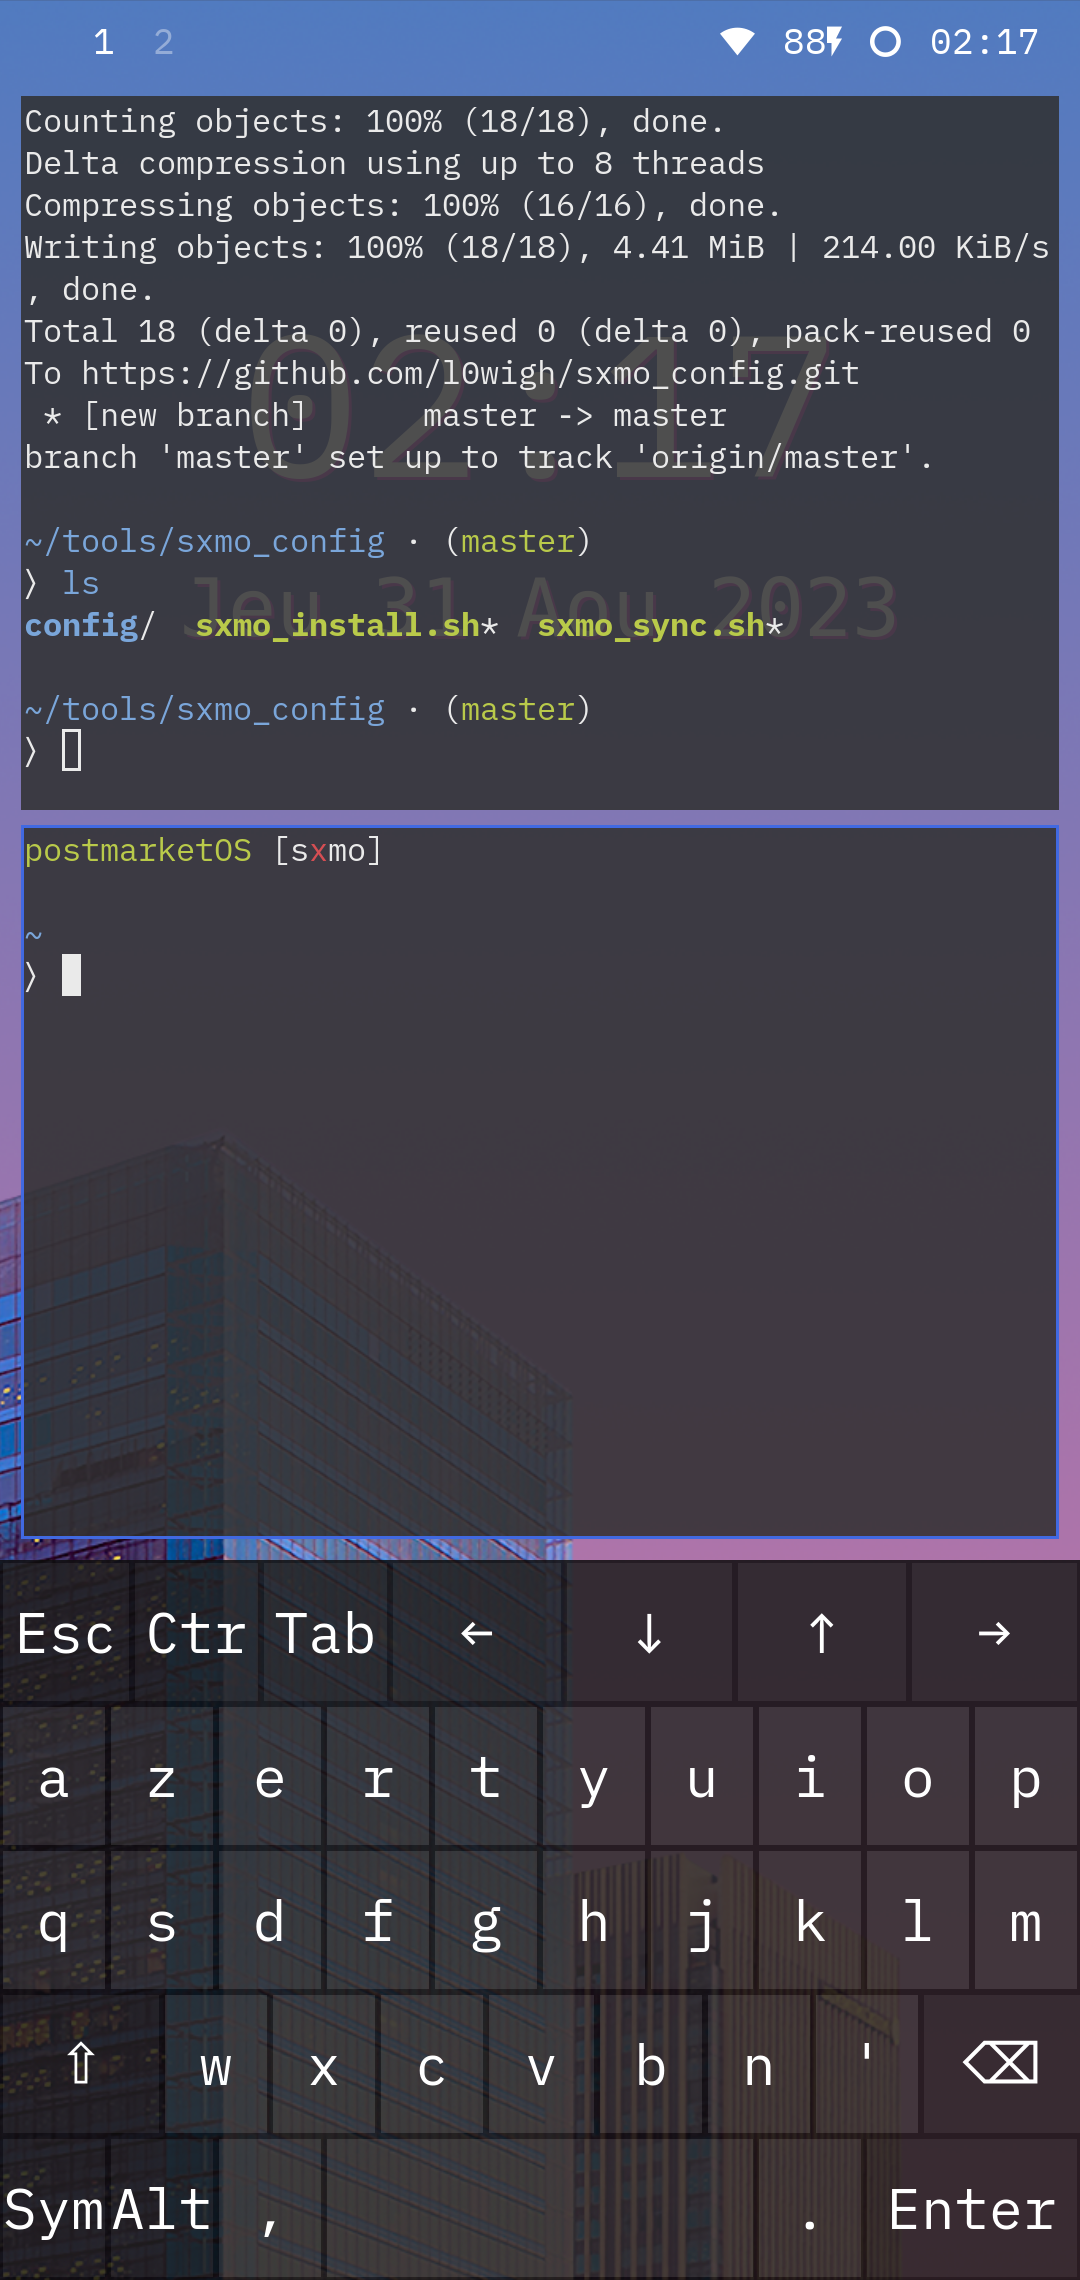 1 2 88 02:17
Counting objects: 100% (18/18), done.
Delta compression using up to 8 threads
Compressing objects: 100% (16/16), done.
Writing objects: 100% (18/18), 4.41 MiB | 214.00 KiB/s
, done.
Total 18 (delta 0), reused 0 (delta 0), pack-reused 0
02:17
To https://github.com/l0wigh/sxmo_config.git
* [new branch]      master -> master
branch 'master' set up to track 'origin/master'.
~/tools/sxmo_config · (master)
⟩ ls
Jeu 31 Aou 2023
config/  sxmo_install.sh*  sxmo_sync.sh*
~/tools/sxmo_config · (master)
⟩
postmarketOS [sxmo]
~
⟩
Esc Ctr Tab ← ↓ ↑ →
a z e r t y u i o p
q s d f g h j k l m
⇧ w x c v b n ' ⌫
Sym Alt , . Enter